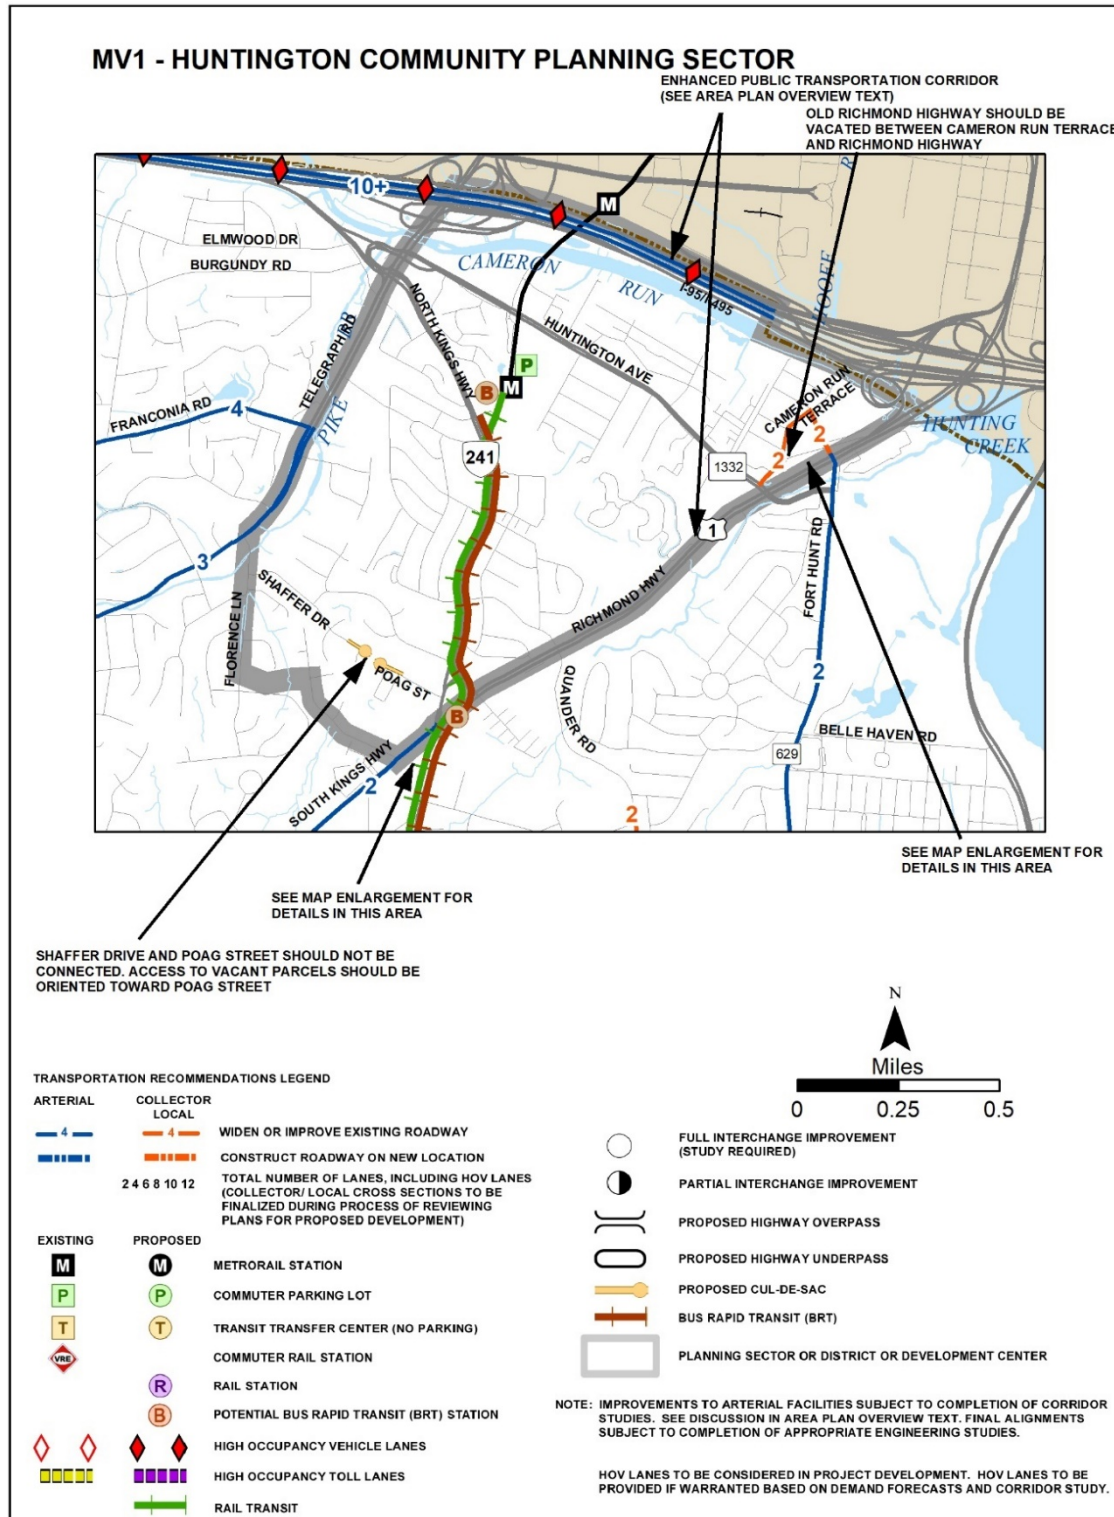 MV1 - HUNTINGTON COMMUNITY PLANNING SECTOR
ENHANCED PUBLIC TRANSPORTATION CORRIDOR
(SEE AREA PLAN OVERVIEW TEXT)
OLD RICHMOND HIGHWAY SHOULD BE
VACATED BETWEEN CAMERON RUN TERRACE
AND RICHMOND HIGHWAY
10+
M
ELMWOOD DR
BURGUNDY RD
CAMERON
RUN
I-95/I-495
HOOFF
R
NORTH KINGS HWY
HUNTINGTON AVE
TELEGRAPH RD
PIKE
P
B
M
FRANCONIA RD
4
CAMERON RUN
TERRACE
HUNTING
CREEK
2
2
241
1332
1
3
FORT HUNT RD
SHAFFER DR
RICHMOND HWY
FLORENCE LN
POAG ST
QUANDER RD
2
B
BELLE HAVEN RD
629
SOUTH KINGS HWY
2
2
SEE MAP ENLARGEMENT FOR
DETAILS IN THIS AREA
SEE MAP ENLARGEMENT FOR
DETAILS IN THIS AREA
SHAFFER DRIVE AND POAG STREET SHOULD NOT BE
CONNECTED. ACCESS TO VACANT PARCELS SHOULD BE
ORIENTED TOWARD POAG STREET
N
Miles
0 0.25 0.5
TRANSPORTATION RECOMMENDATIONS LEGEND
ARTERIAL
COLLECTOR
LOCAL
4 4 WIDEN OR IMPROVE EXISTING ROADWAY
CONSTRUCT ROADWAY ON NEW LOCATION
2 4 6 8 10 12 TOTAL NUMBER OF LANES, INCLUDING HOV LANES
(COLLECTOR/ LOCAL CROSS SECTIONS TO BE
FINALIZED DURING PROCESS OF REVIEWING
PLANS FOR PROPOSED DEVELOPMENT)
EXISTING PROPOSED
M M METRORAIL STATION
P P COMMUTER PARKING LOT
T T TRANSIT TRANSFER CENTER (NO PARKING)
VRE COMMUTER RAIL STATION
R RAIL STATION
B POTENTIAL BUS RAPID TRANSIT (BRT) STATION
HIGH OCCUPANCY VEHICLE LANES
HIGH OCCUPANCY TOLL LANES
RAIL TRANSIT
FULL INTERCHANGE IMPROVEMENT
(STUDY REQUIRED)
PARTIAL INTERCHANGE IMPROVEMENT
PROPOSED HIGHWAY OVERPASS
PROPOSED HIGHWAY UNDERPASS
PROPOSED CUL-DE-SAC
BUS RAPID TRANSIT (BRT)
PLANNING SECTOR OR DISTRICT OR DEVELOPMENT CENTER
NOTE: IMPROVEMENTS TO ARTERIAL FACILITIES SUBJECT TO COMPLETION OF CORRIDOR
STUDIES. SEE DISCUSSION IN AREA PLAN OVERVIEW TEXT. FINAL ALIGNMENTS
SUBJECT TO COMPLETION OF APPROPRIATE ENGINEERING STUDIES.
HOV LANES TO BE CONSIDERED IN PROJECT DEVELOPMENT. HOV LANES TO BE
PROVIDED IF WARRANTED BASED ON DEMAND FORECASTS AND CORRIDOR STUDY.